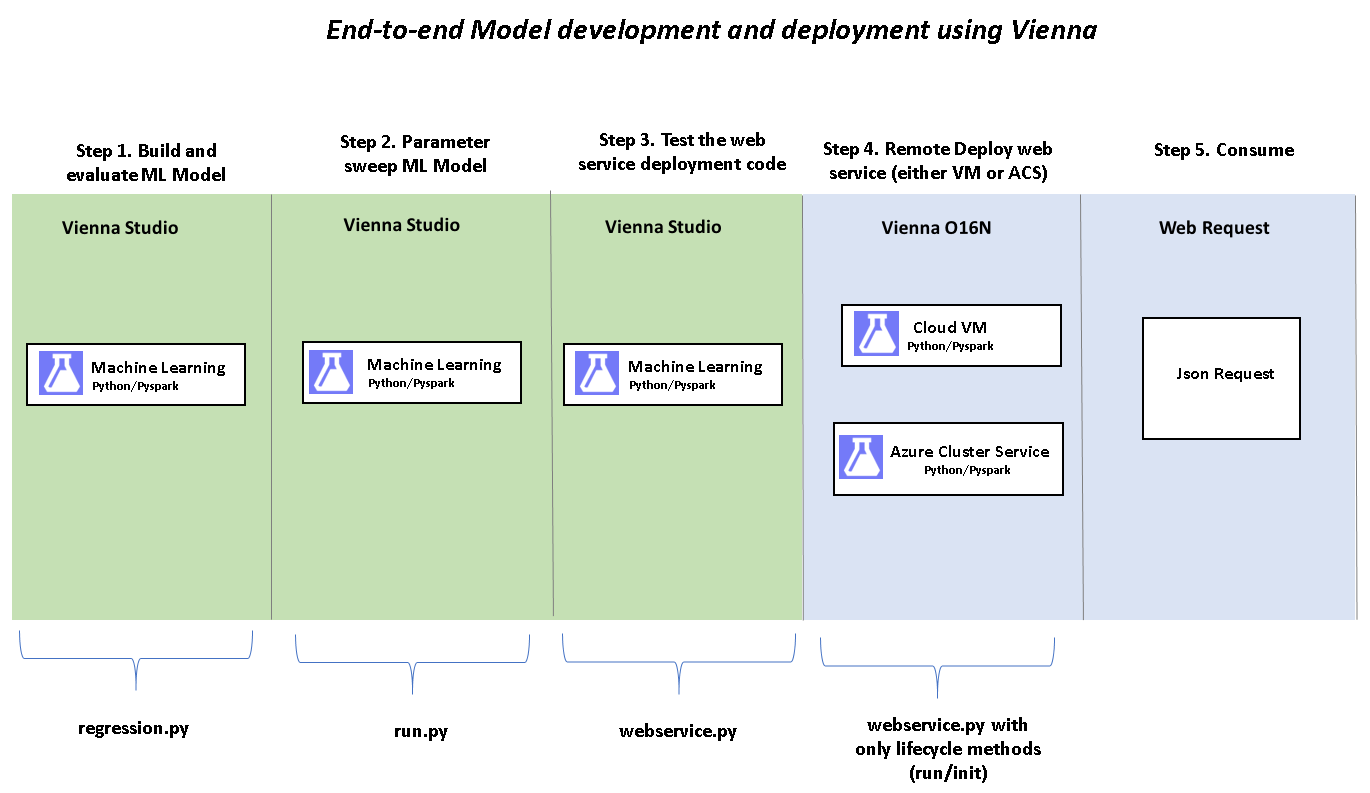 End-to-end Model development and deployment using Vienna
Step 1. Build and
evaluate ML Model
Step 2. Parameter
sweep ML Model
Step 3. Test the web
service deployment code
Step 4. Remote Deploy web
service (either VM or ACS)
Step 5. Consume
Vienna Studio
Vienna Studio
Vienna Studio
Vienna O16N
Web Request
Machine Learning
Python/Pyspark
Machine Learning
Python/Pyspark
Machine Learning
Python/Pyspark
Cloud VM
Python/Pyspark
Azure Cluster Service
Python/Pyspark
Json Request
regression.py
run.py
webservice.py
webservice.py with
only lifecycle methods
(run/init)